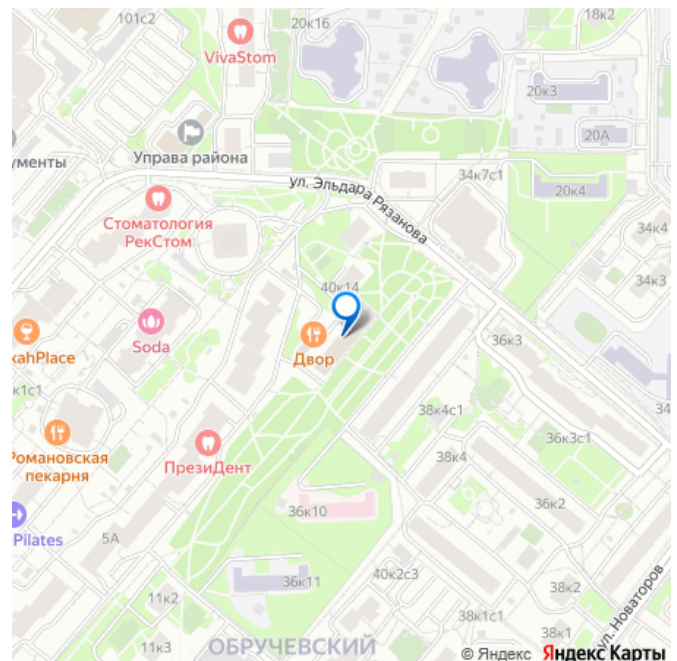 101с2
20к16
18к2
VivaStom
20к3
Управа района
20А
ументы
34к7с1
ул. Эльдара Рязанова
20к4
Стоматология
РекСтом
34к4
40к14
34к3
Soda
Двор
36к3
kahPlace
к1с1
38к4с1
34
Романовская
пекарня
ПрезиДент
38к4
36к3с1
36к10
36к2
Pilates
5А
36к11
40к2с3
38к2
11к2
38к1с1
38к1
ул. Новаторов
11к3
ОБРУЧЕВСКИЙ
© Яндекс Яндекс Карты